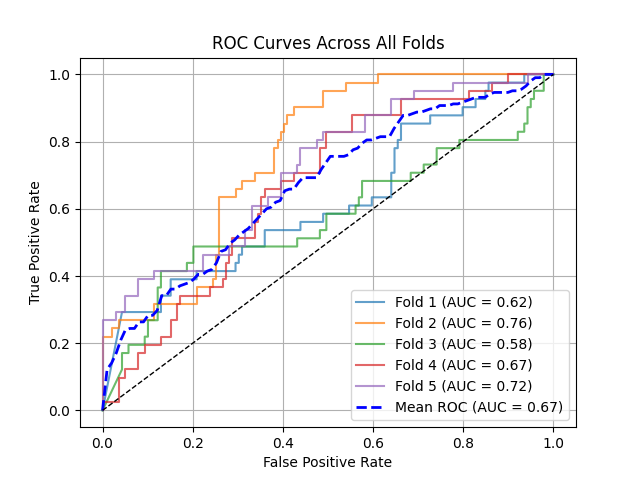 ROC Curves Across All Folds
True Positive Rate
1.0
0.8
0.6
0.4
0.2
0.0
Fold 1 (AUC = 0.62)
Fold 2 (AUC = 0.76)
Fold 3 (AUC = 0.58)
Fold 4 (AUC = 0.67)
Fold 5 (AUC = 0.72)
Mean ROC (AUC = 0.67)
0.0 0.2 0.4 0.6 0.8 1.0
False Positive Rate